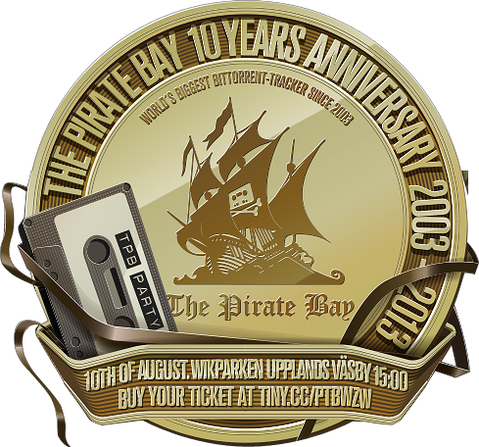 THE PIRATE BAY 10 YEARS ANNIVERSARY 2003 - 2013
WORLD'S BIGGEST BITTORRENT-TRACKER SINCE 2003
TPB PARTY
The Pirate Bay
10TH OF AUGUST. WIKPARKEN UPPLANDS VÄSBY 15:00
BUY YOUR TICKET AT TINY.CC/PTBWZW